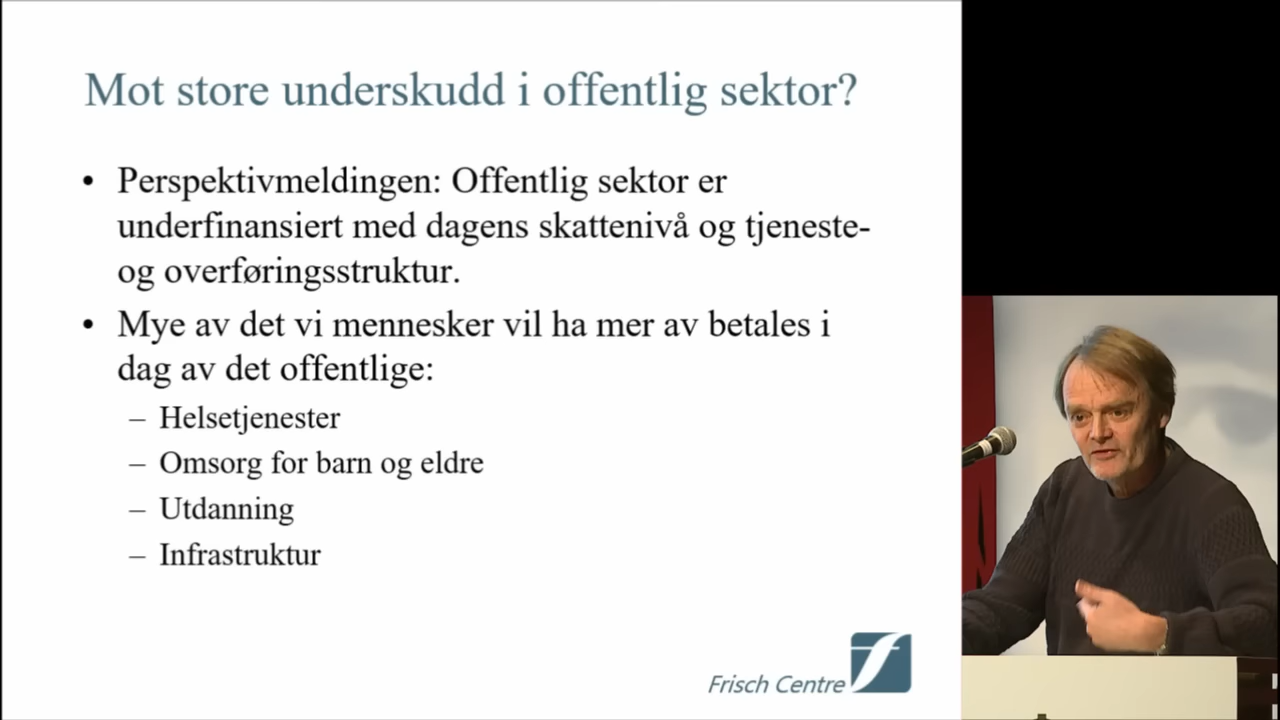 Mot store underskudd i offentlig sektor?
• Perspektivmeldingen: Offentlig sektor er
underfinansiert med dagens skattenivå og tjeneste-
og overføringsstruktur.
• Mye av det vi mennesker vil ha mer av betales i
dag av det offentlige:
– Helsetjenester
– Omsorg for barn og eldre
– Utdanning
– Infrastruktur
Frisch Centre